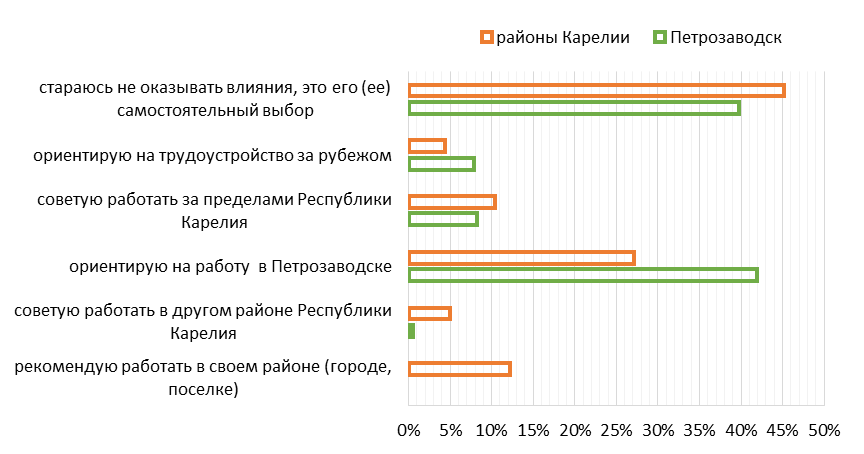 районы Карелии
Петрозаводск
стараюсь не оказывать влияния, это его (ее)
самостоятельный выбор
ориентирую на трудоустройство за рубежом
советую работать за пределами Республики
Карелия
ориентирую на работу  в Петрозаводске
советую работать в другом районе Республики
Карелия
рекомендую работать в своем районе (городе,
поселке)
0% 5% 10% 15% 20% 25% 30% 35% 40% 45% 50%